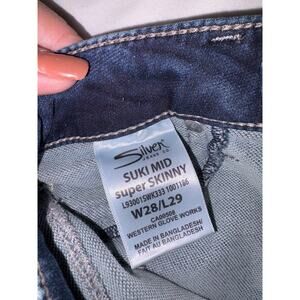 Silver
JEANS CO.
SUKI MID
super SKINNY
L93001SWK333 1001186
W28/L29
CA00508
WESTERN GLOVE WORKS
MADE IN BANGLADESH/
FAIT AU BANGLADESH